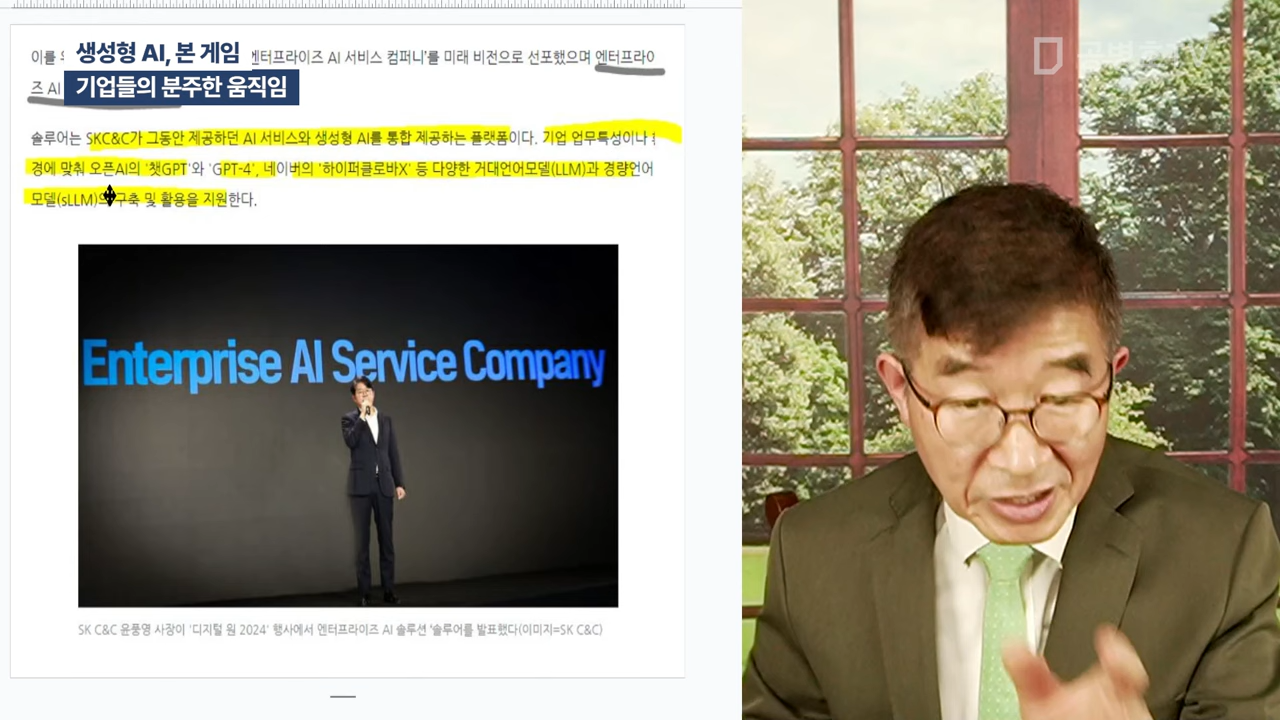 생성형 AI, 본 게임
기업들의 분주한 움직임
이를 엔터프라이즈 AI 서비스 컴퍼니'를 미래 비전으로 선포했으며 엔터프라이
즈 AI
솔루어는 SKC&C가 그동안 제공하던 AI 서비스와 생성형 AI를 통합 제공하는 플랫폼이다. 기업 업무특성이나
경에 맞춰 오픈AI의 '챗GPT'와 'GPT-4', 네이버의 '하이퍼클로바X' 등 다양한 거대언어모델(LLM)과 경량언어
모델(sLLM)의 구축 및 활용을 지원한다.
Enterprise AI Service Company
SK C&C 윤풍영 사장이 '디지털 원 2024' 행사에서 엔터프라이즈 AI 솔루션 '솔루어를 발표했다(이미지=SK C&C)